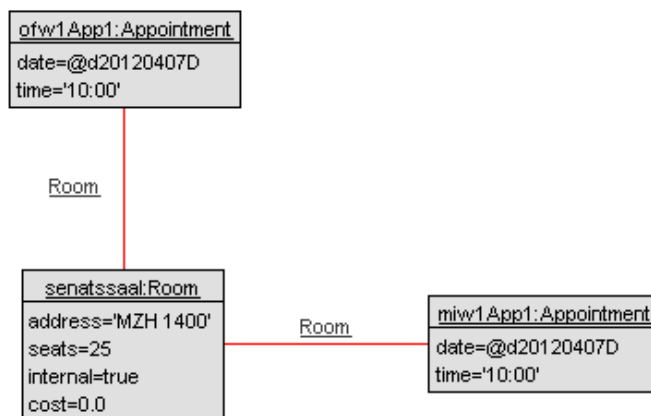 ofw1App1:Appointment
date=@d20120407D
time='10:00'
Room
senatssaal:Room
address='MZH 1400'
seats=25
internal=true
cost=0.0
Room
miw1App1:Appointment
date=@d20120407D
time='10:00'